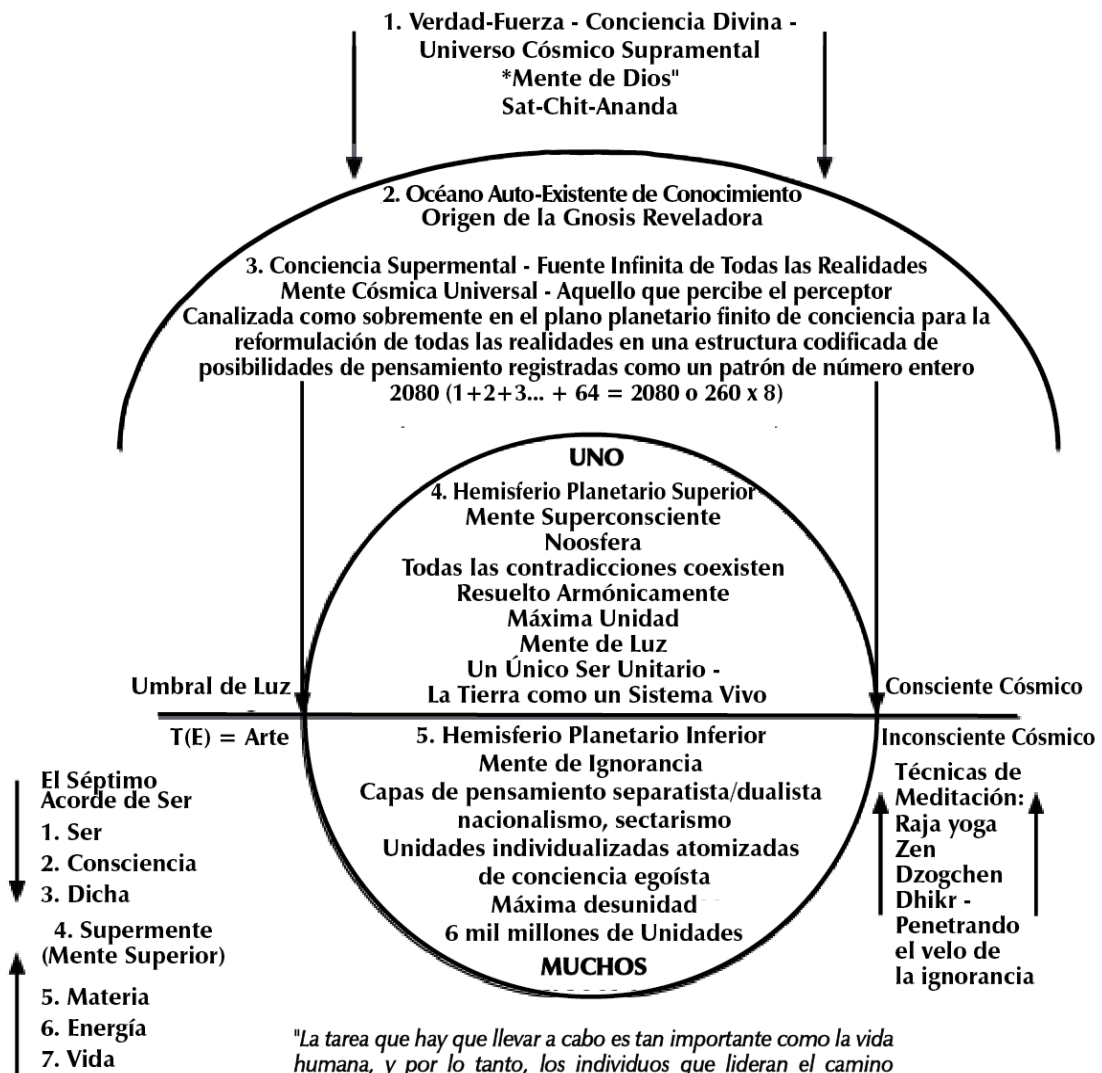 1. Verdad-Fuerza - Conciencia Divina -
Universo Cósmico Supramental
*Mente de Dios"
Sat-Chit-Ananda
2. Océano Auto-Existente de Conocimiento
Origen de la Gnosis Reveladora
3. Conciencia Supermental - Fuente Infinita de Todas las Realidades
Mente Cósmica Universal - Aquello que percibe el perceptor
Canalizada como sobremente en el plano planetario finito de conciencia para la
reformulación de todas las realidades en una estructura codificada de
posibilidades de pensamiento registradas como un patrón de número entero
2080 (1+2+3... + 64 = 2080 o 260 x 8)
UNO
4. Hemisferio Planetario Superior
Mente Superconsciente
Noosfera
Todas las contradicciones coexisten
Resuelto Armónicamente
Máxima Unidad
Mente de Luz
Un Único Ser Unitario -
La Tierra como un Sistema Vivo
Umbral de Luz
Consciente Cósmico
T(E) = Arte
Inconsciente Cósmico
5. Hemisferio Planetario Inferior
Mente de Ignorancia
Capas de pensamiento separatista/dualista
nacionalismo, sectarismo
Unidades individualizadas atomizadas
de conciencia egoísta
Máxima desunidad
6 mil millones de Unidades
MUCHOS
El Séptimo
Acorde de Ser
1. Ser
2. Consciencia
3. Dicha
4. Supermente
(Mente Superior)
5. Materia
6. Energía
7. Vida
Técnicas de
Meditación:
Raja yoga
Zen
Dzogchen
Dhikr -
Penetrando
el velo de
la ignorancia
"La tarea que hay que llevar a cabo es tan importante como la vida
humana, y por lo tanto, los individuos que lideran el camino